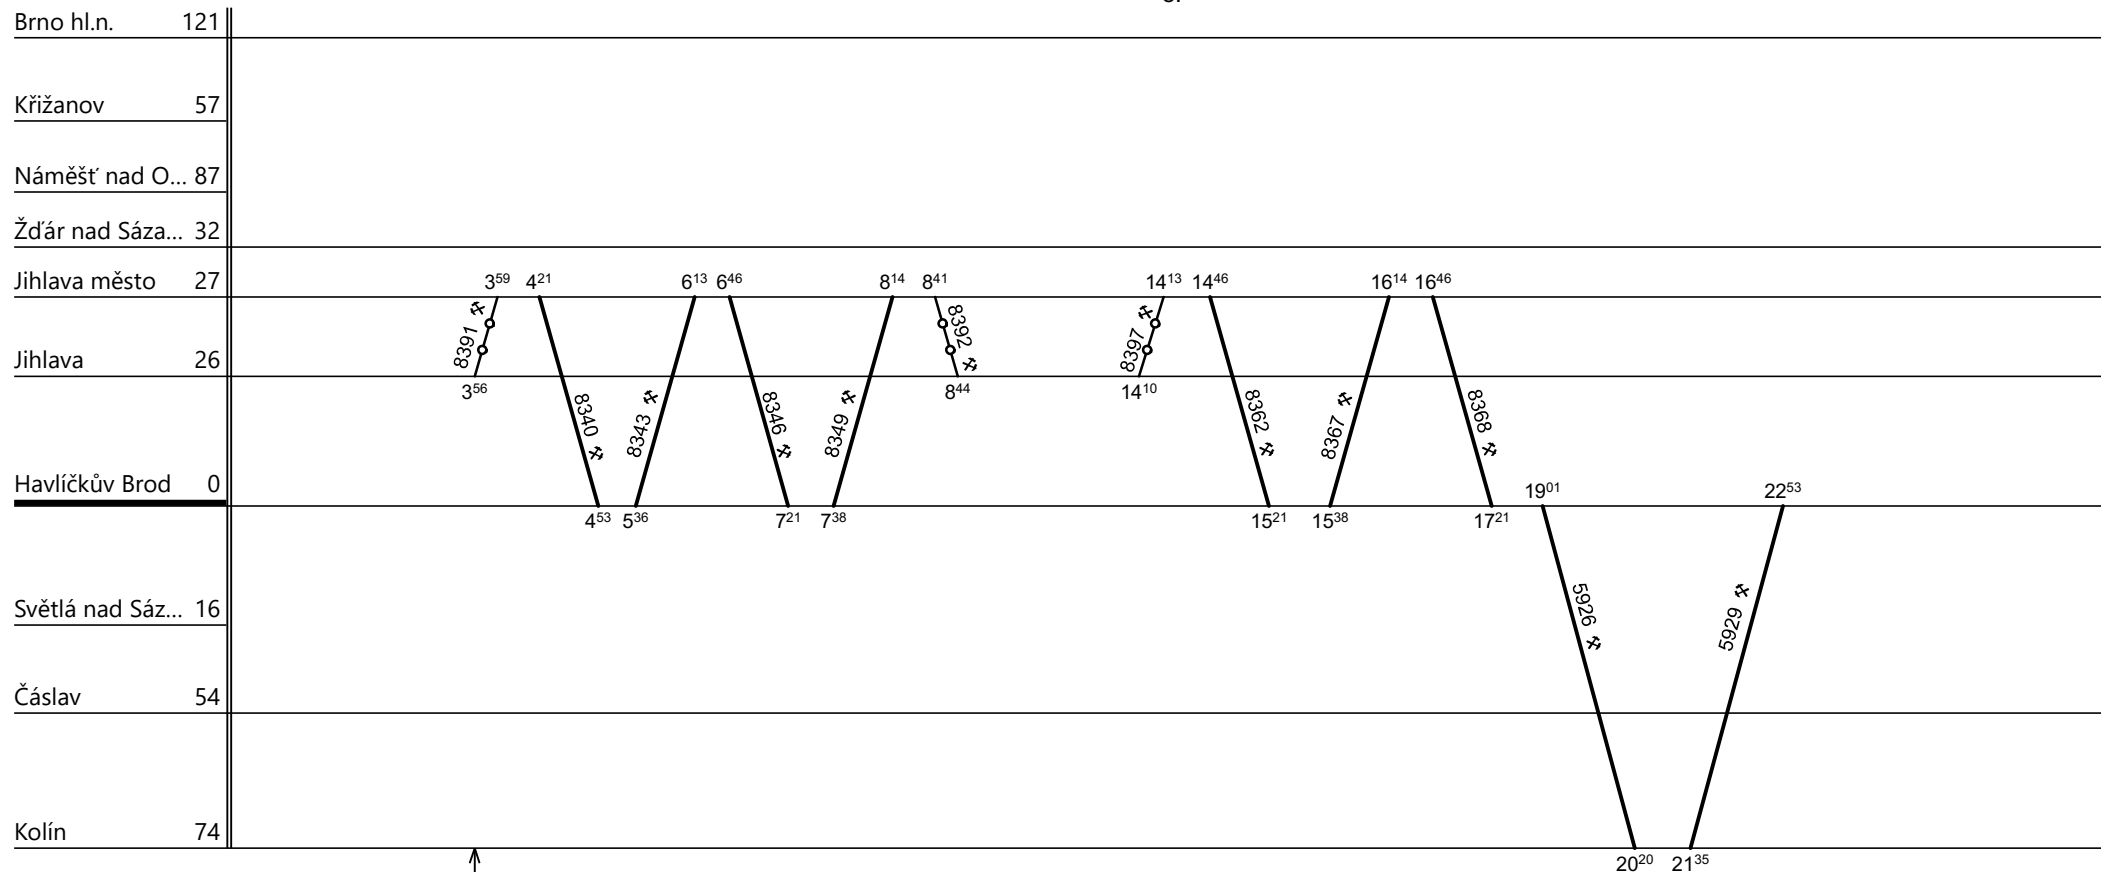 Brno hl.n. 121
Křižanov 57
Náměšť nad O... 87
Žďár nad Sáza... 32
Jihlava město 27
3⁵⁹ 4²¹ 6¹³ 6⁴⁶ 8¹⁴ 8⁴¹ 14¹³ 14⁴⁶ 16¹⁴ 16⁴⁶
8391 ⚒ 8392 ⚒ 8397 ⚒
Jihlava 26
3⁵⁶ 8⁴⁴ 14¹⁰
8340 ⚒ 8343 ⚒ 8346 ⚒ 8349 ⚒ 8362 ⚒ 8367 ⚒ 8368 ⚒
Havlíčkův Brod 0
19⁰¹ 22⁵³
4⁵³ 5³⁶ 7²¹ 7³⁸ 15²¹ 15³⁸ 17²¹
5926 ⚒ 5929 ⚒
Světlá nad Sáz... 16
Čáslav 54
Kolín 74
20²⁰ 21³⁵